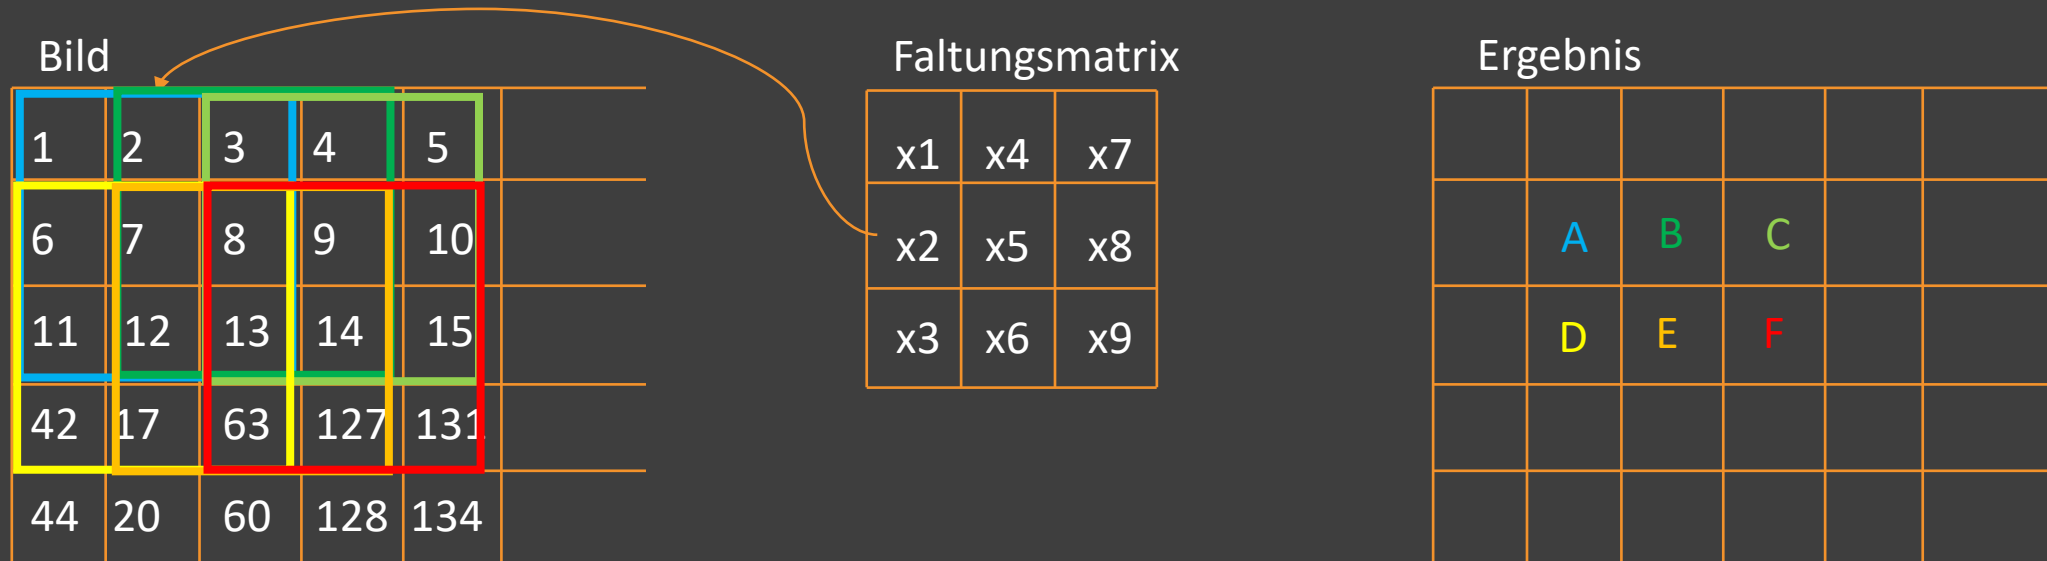 Bild Faltungsmatrix Ergebnis
1 2 3 4 5 x1 x4 x7
6 7 8 9 10 x2 x5 x8 A B C
11 12 13 14 15 x3 x6 x9 D E F
42 17 63 127 131
44 20 60 128 134